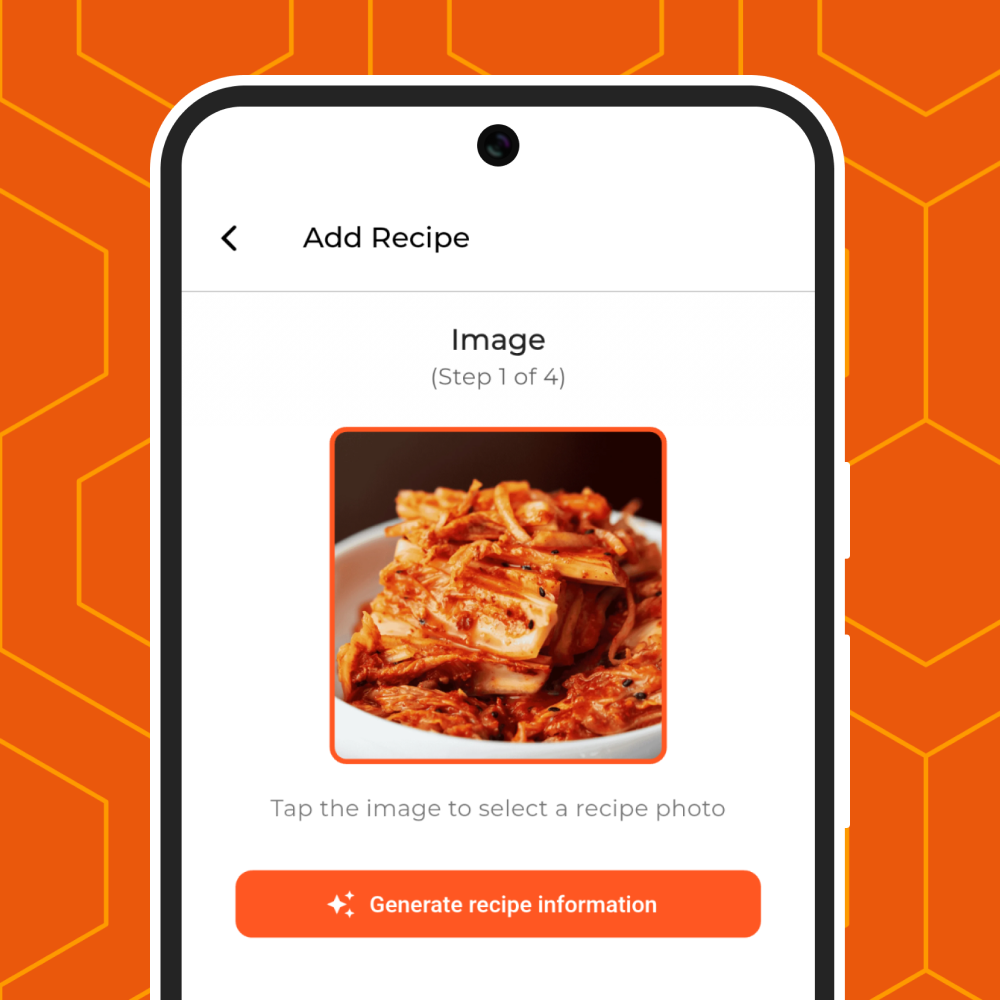 Add Recipe
Image
(Step 1 of 4)
Tap the image to select a recipe photo
Generate recipe information